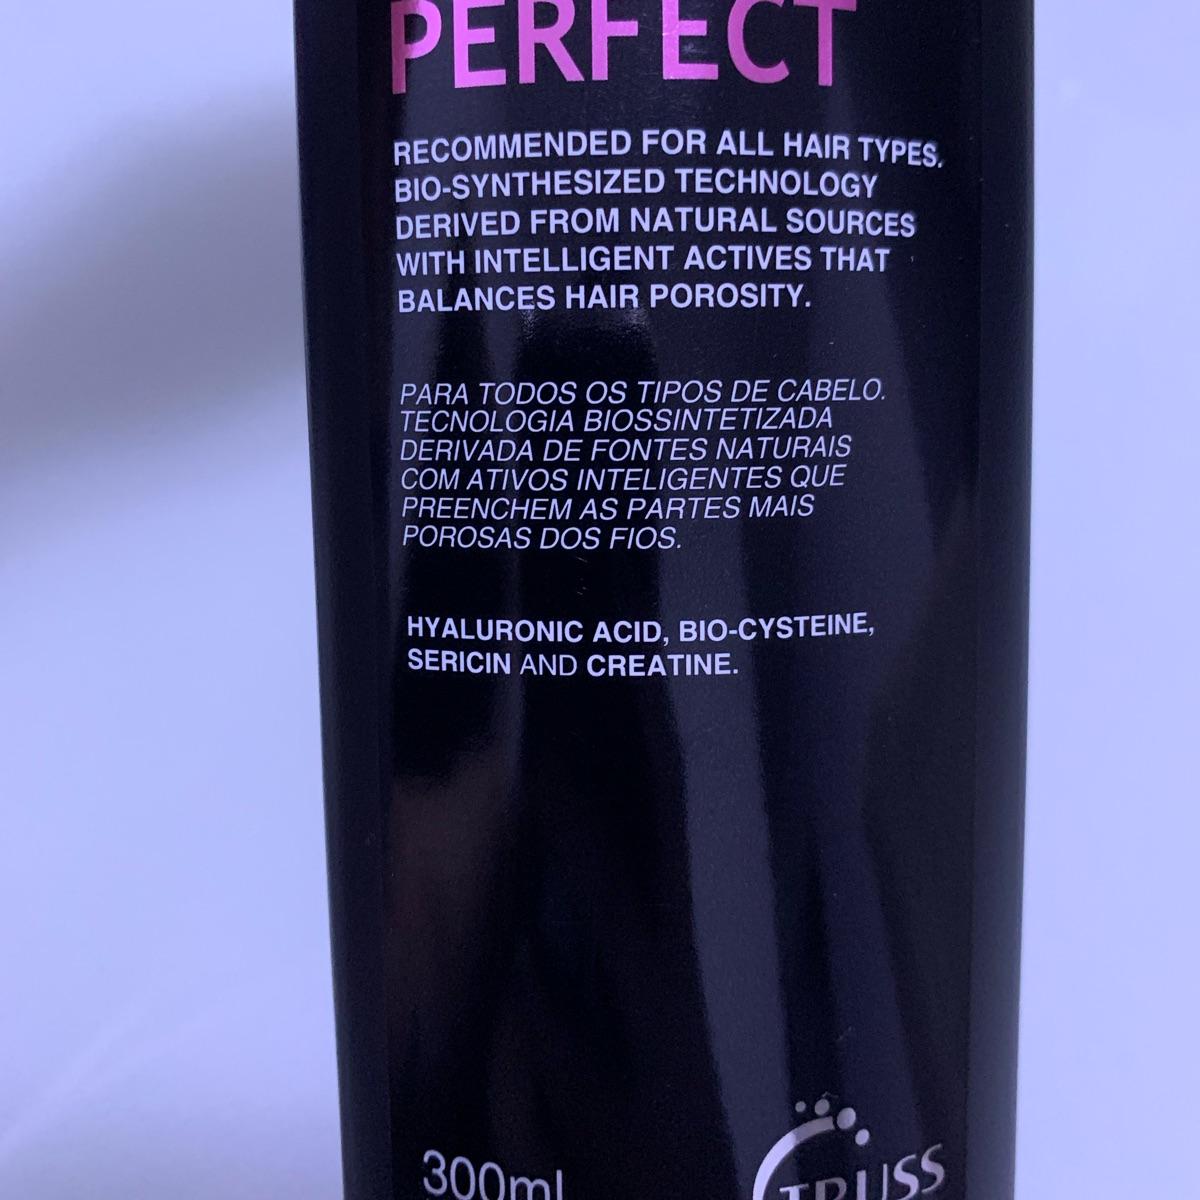 PERFECT
RECOMMENDED FOR ALL HAIR TYPES.
BIO-SYNTHESIZED TECHNOLOGY
DERIVED FROM NATURAL SOURCES
WITH INTELLIGENT ACTIVES THAT
BALANCES HAIR POROSITY.
PARA TODOS OS TIPOS DE CABELO.
TECNOLOGIA BIOSSINTETIZADA
DERIVADA DE FONTES NATURAIS
COM ATIVOS INTELIGENTES QUE
PREENCHEM AS PARTES MAIS
POROSAS DOS FIOS.
HYALURONIC ACID, BIO-CYSTEINE,
SERICIN AND CREATINE.
300ml
TRUSS